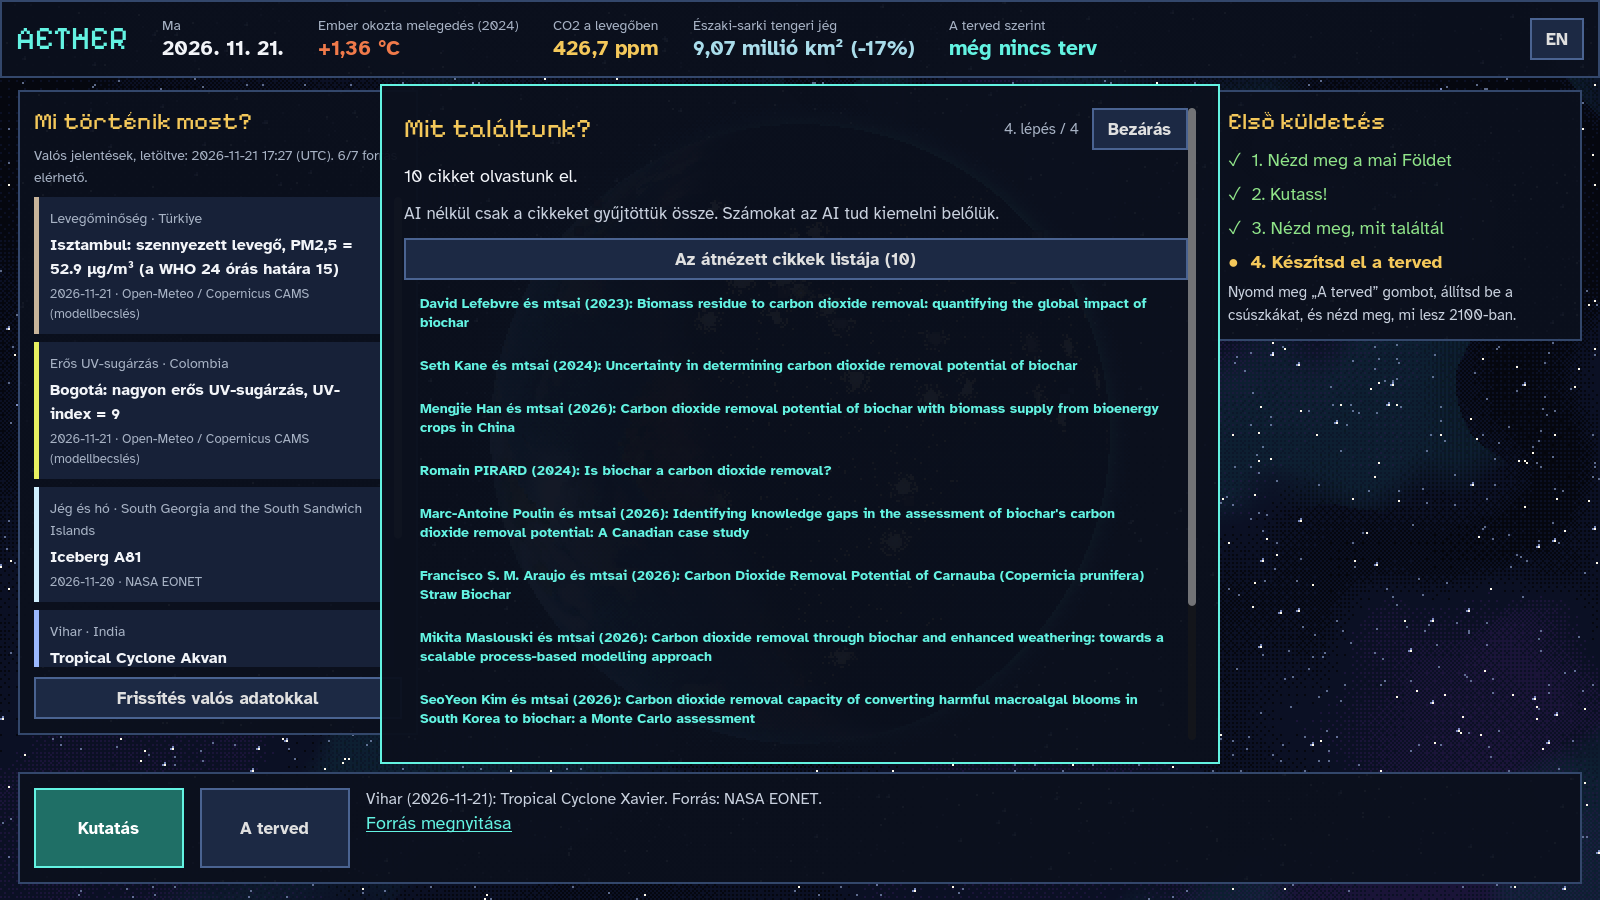 AETHER
Ma
2026. 11. 21.
Ember okozta melegedés (2024)
+1,36 °C
CO2 a levegőben
426,7 ppm
Északi-sarki tengeri jég
9,07 millió km² (-17%)
A terved szerint
még nincs terv
EN
Mi történik most?
Valós jelentések, letöltve: 2026-11-21 17:27 (UTC). 6/7 for
elérhető.
Levegőminőség · Türkiye
Isztambul: szennyezett levegő, PM2,5 =
52.9 µg/m³ (a WHO 24 órás határa 15)
2026-11-21 · Open-Meteo / Copernicus CAMS
(modellbecslés)
Erős UV-sugárzás · Colombia
Bogotá: nagyon erős UV-sugárzás, UV-
index = 9
2026-11-21 · Open-Meteo / Copernicus CAMS
(modellbecslés)
Jég és hó · South Georgia and the South Sandwich
Islands
Iceberg A81
2026-11-20 · NASA EONET
Vihar · India
Tropical Cyclone Akvan
Frissítés valós adatokkal
Mit találtunk?
4. lépés / 4
Bezárás
10 cikket olvastunk el.
AI nélkül csak a cikkeket gyűjtöttük össze. Számokat az AI tud kiemelni belőlük.
Az átnézett cikkek listája (10)
David Lefebvre és mtsai (2023): Biomass residue to carbon dioxide removal: quantifying the global impact of
biochar
Seth Kane és mtsai (2024): Uncertainty in determining carbon dioxide removal potential of biochar
Mengjie Han és mtsai (2026): Carbon dioxide removal potential of biochar with biomass supply from bioenergy
crops in China
Romain PIRARD (2024): Is biochar a carbon dioxide removal?
Marc-Antoine Poulin és mtsai (2026): Identifying knowledge gaps in the assessment of biochar's carbon
dioxide removal potential: A Canadian case study
Francisco S. M. Araujo és mtsai (2026): Carbon Dioxide Removal Potential of Carnauba (Copernicia prunifera)
Straw Biochar
Mikita Maslouski és mtsai (2026): Carbon dioxide removal through biochar and enhanced weathering: towards a
scalable process-based modelling approach
SeoYeon Kim és mtsai (2026): Carbon dioxide removal capacity of converting harmful macroalgal blooms in
South Korea to biochar: a Monte Carlo assessment
Első küldetés
✓ 1. Nézd meg a mai Földet
✓ 2. Kutass!
✓ 3. Nézd meg, mit találtál
● 4. Készítsd el a terved
Nyomd meg „A terved” gombot, állítsd be a
csúszkákat, és nézd meg, mi lesz 2100-ban.
Kutatás
A terved
Vihar (2026-11-21): Tropical Cyclone Xavier. Forrás: NASA EONET.
Forrás megnyitása